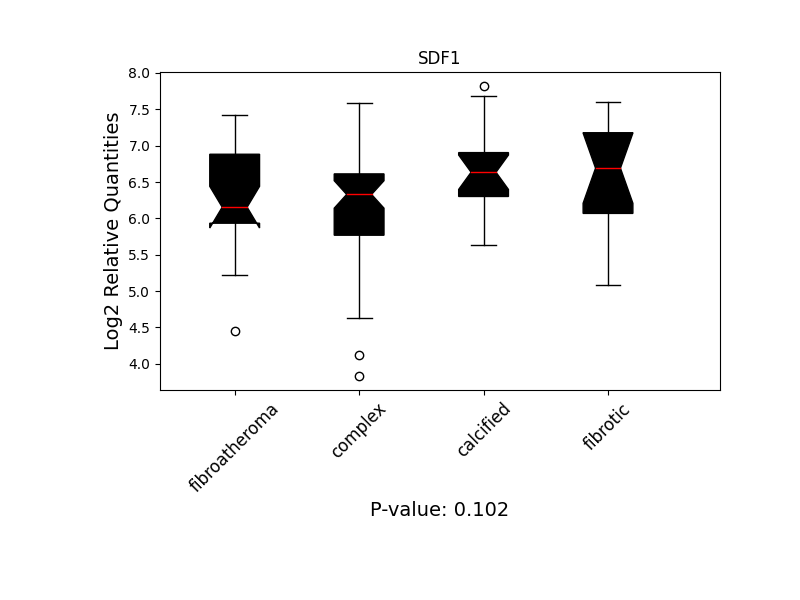 SDF1
Log2 Relative Quantities
8.0
7.5
7.0
6.5
6.0
5.5
5.0
4.5
4.0
fibroatheroma
complex
calcified
fibrotic
P-value: 0.102